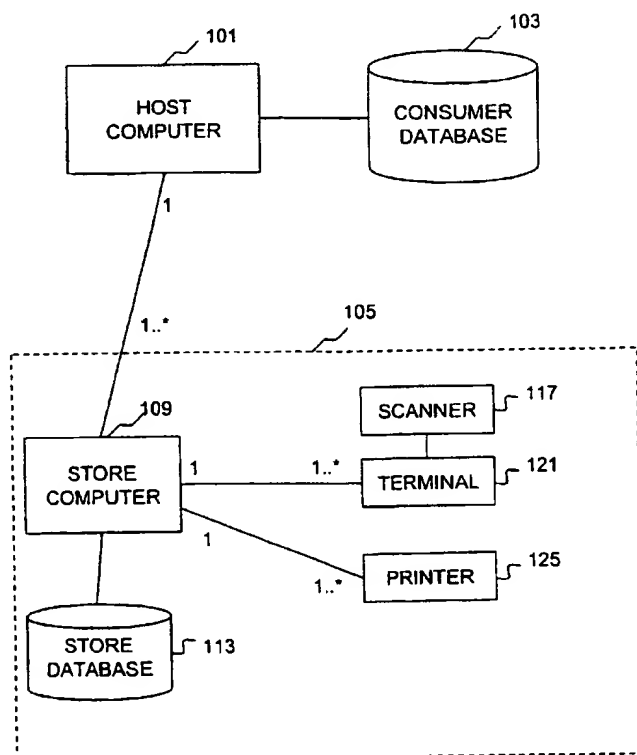 101
103
HOST
COMPUTER
CONSUMER
DATABASE
1
1..*
105
109
SCANNER
117
STORE
COMPUTER
1
1..*
TERMINAL
121
1
1..*
PRINTER
125
STORE
DATABASE
113